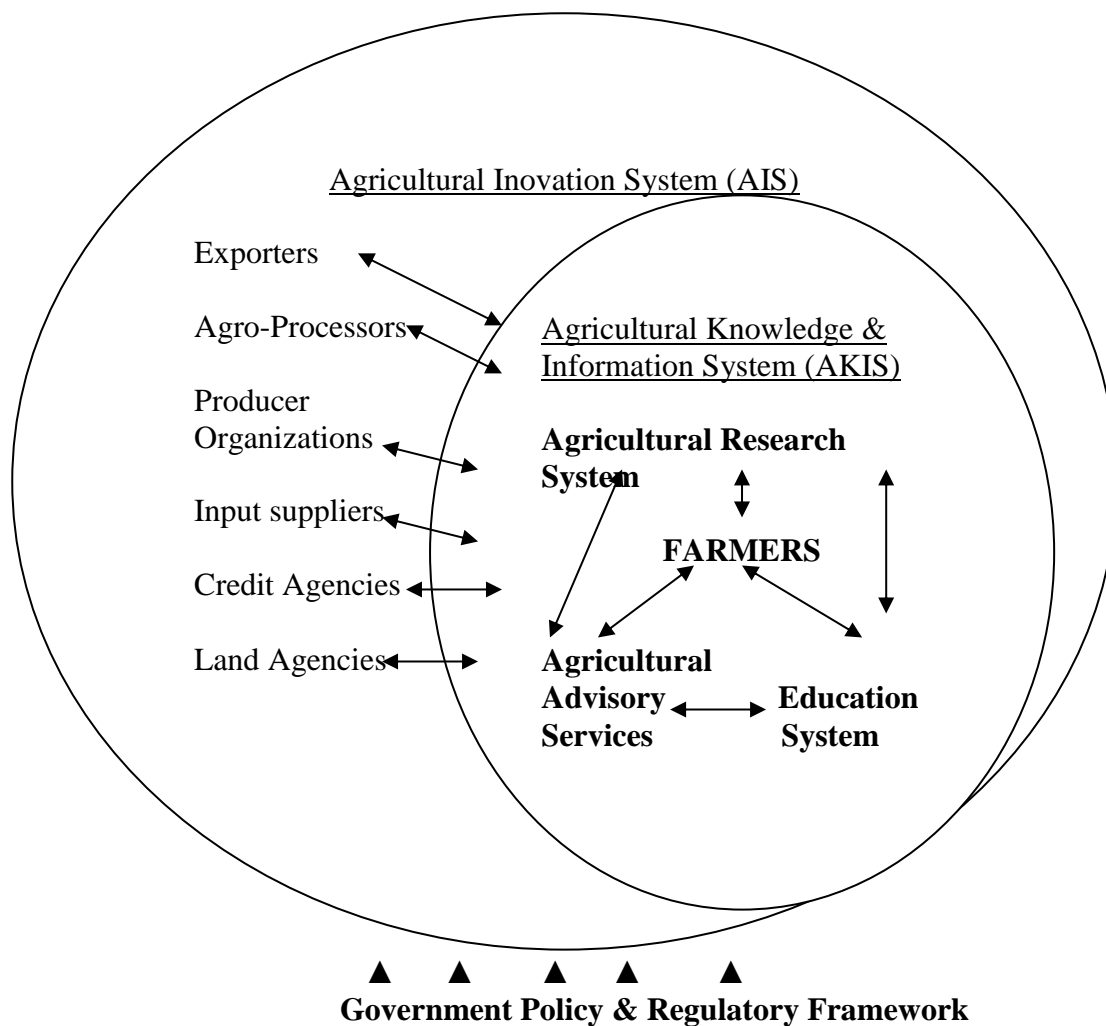 Agricultural Inovation System (AIS)
Exporters
Agro-Processors
Producer
Organizations
Input suppliers
Credit Agencies
Land Agencies
Agricultural Knowledge &
Information System (AKIS)
Agricultural Research
System
FARMERS
Agricultural
Advisory
Services
Education
System
Government Policy & Regulatory Framework